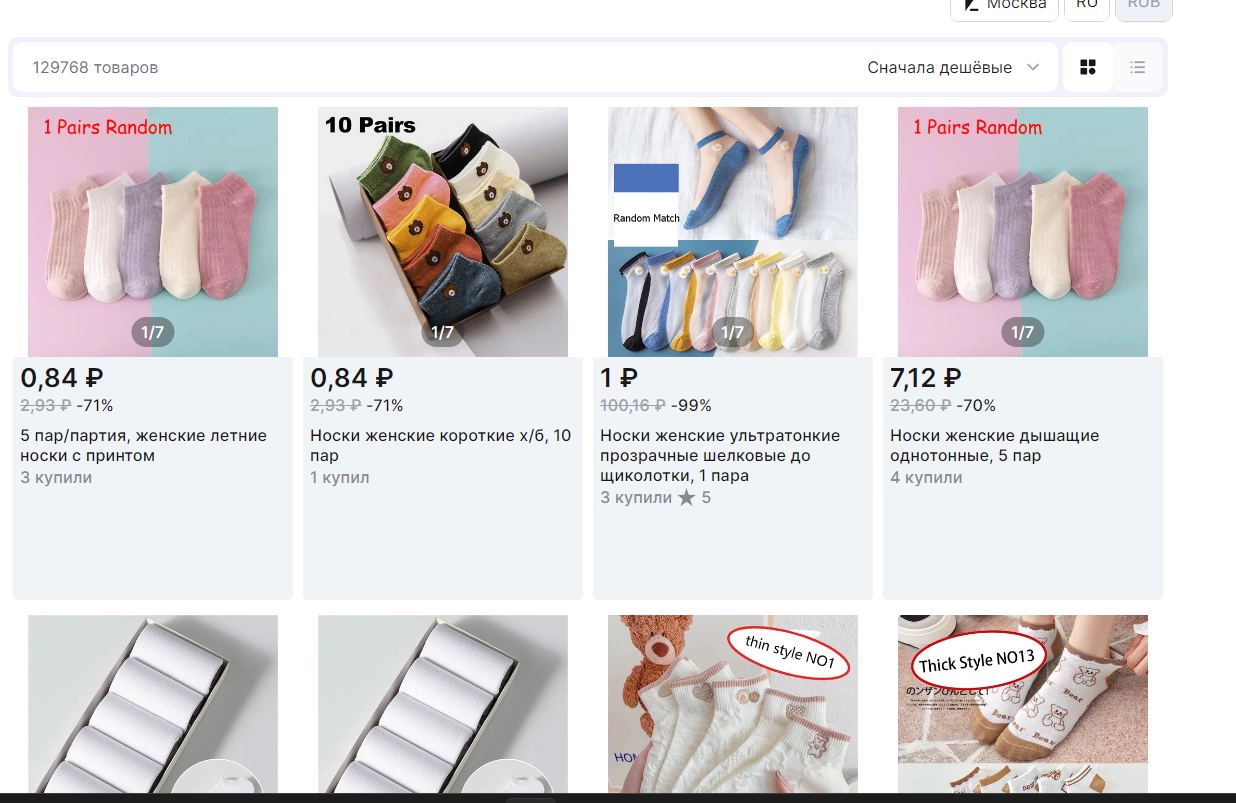 Москва
RU
RUB
129768 товаров
Сначала дешёвые
1 Pairs Random
10 Pairs
Random Match
1 Pairs Random
1/7
1/7
1/7
1/7
0,84 ₽
2,93 ₽ -71%
5 пар/партия, женские летние
носки с принтом
3 купили
0,84 ₽
2,93 ₽ -71%
Носки женские короткие х/б, 10
пар
1 купил
1 ₽
100,16 ₽ -99%
Носки женские ультратонкие
прозрачные шелковые до
щиколотки, 1 пара
3 купили ★ 5
7,12 ₽
23,60 ₽ -70%
Носки женские дышащие
однотонные, 5 пар
4 купили
thin style NO1
Thick Style NO13
Bear
Bear
Bear